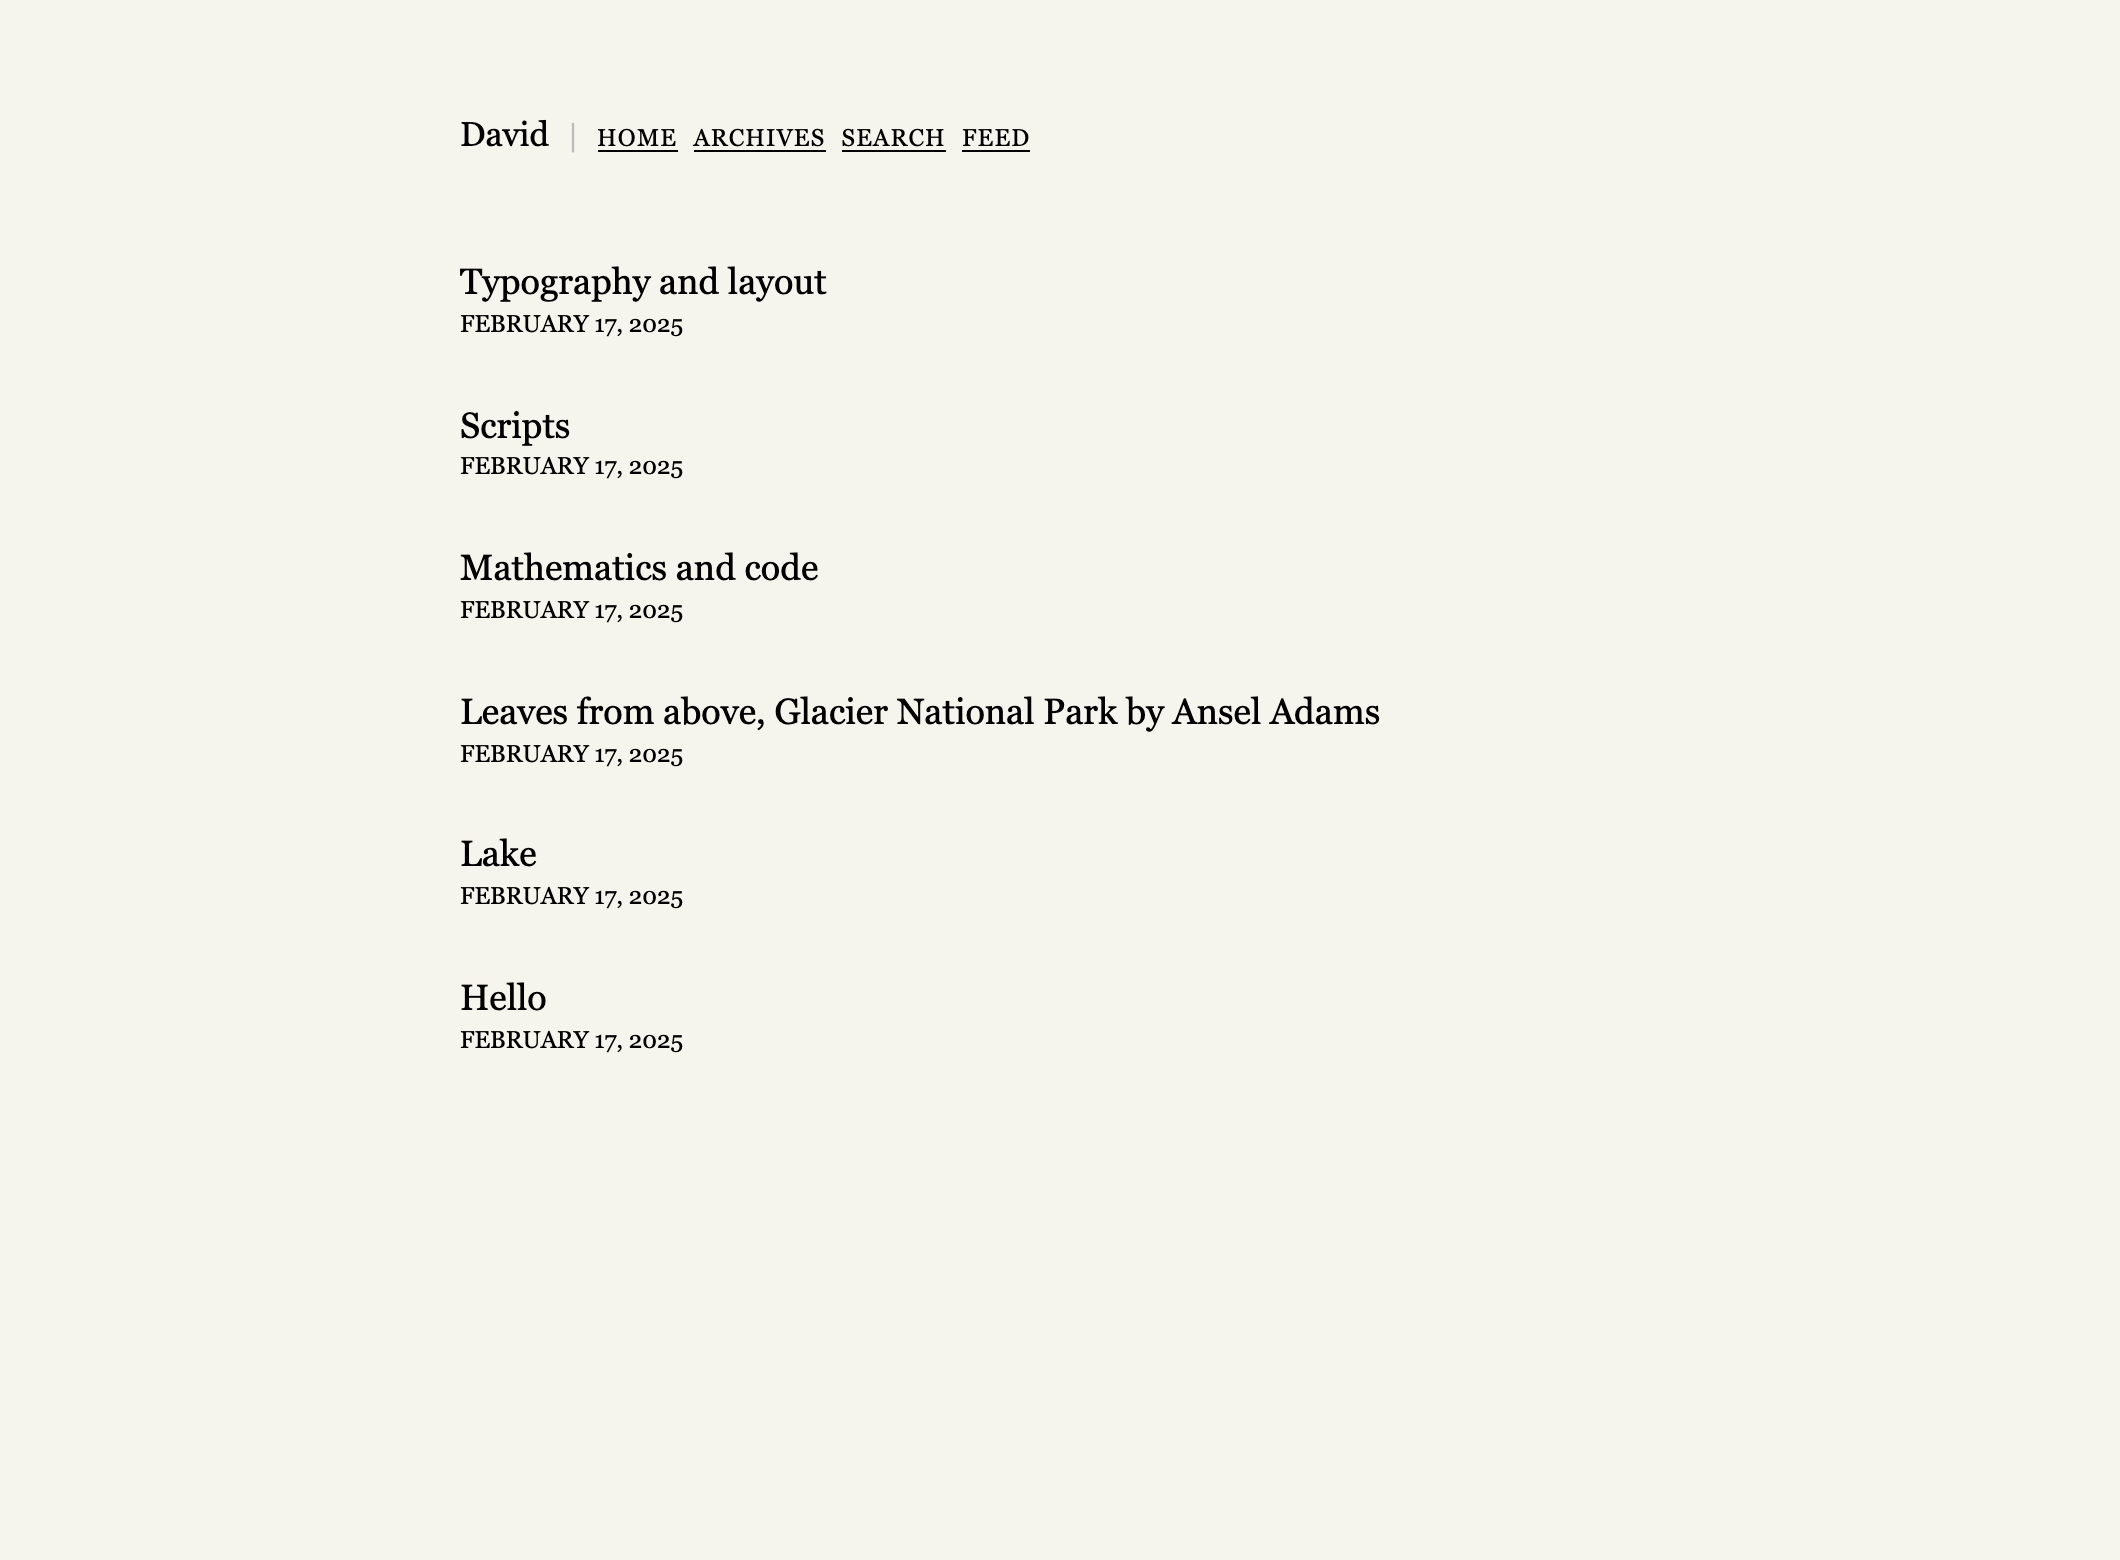 David | HOME ARCHIVES SEARCH FEED
Typography and layout
FEBRUARY 17, 2025
Scripts
FEBRUARY 17, 2025
Mathematics and code
FEBRUARY 17, 2025
Leaves from above, Glacier National Park by Ansel Adams
FEBRUARY 17, 2025
Lake
FEBRUARY 17, 2025
Hello
FEBRUARY 17, 2025